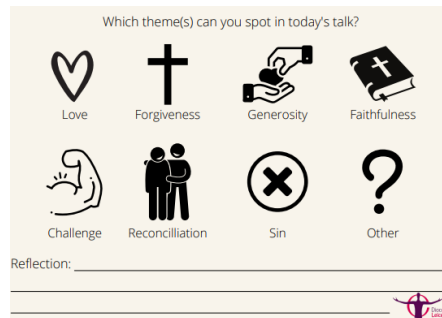 Which theme(s) can you spot in today's talk?
Love Forgiveness Generosity Faithfulness
Challenge Reconcilliation Sin Other
Reflection: